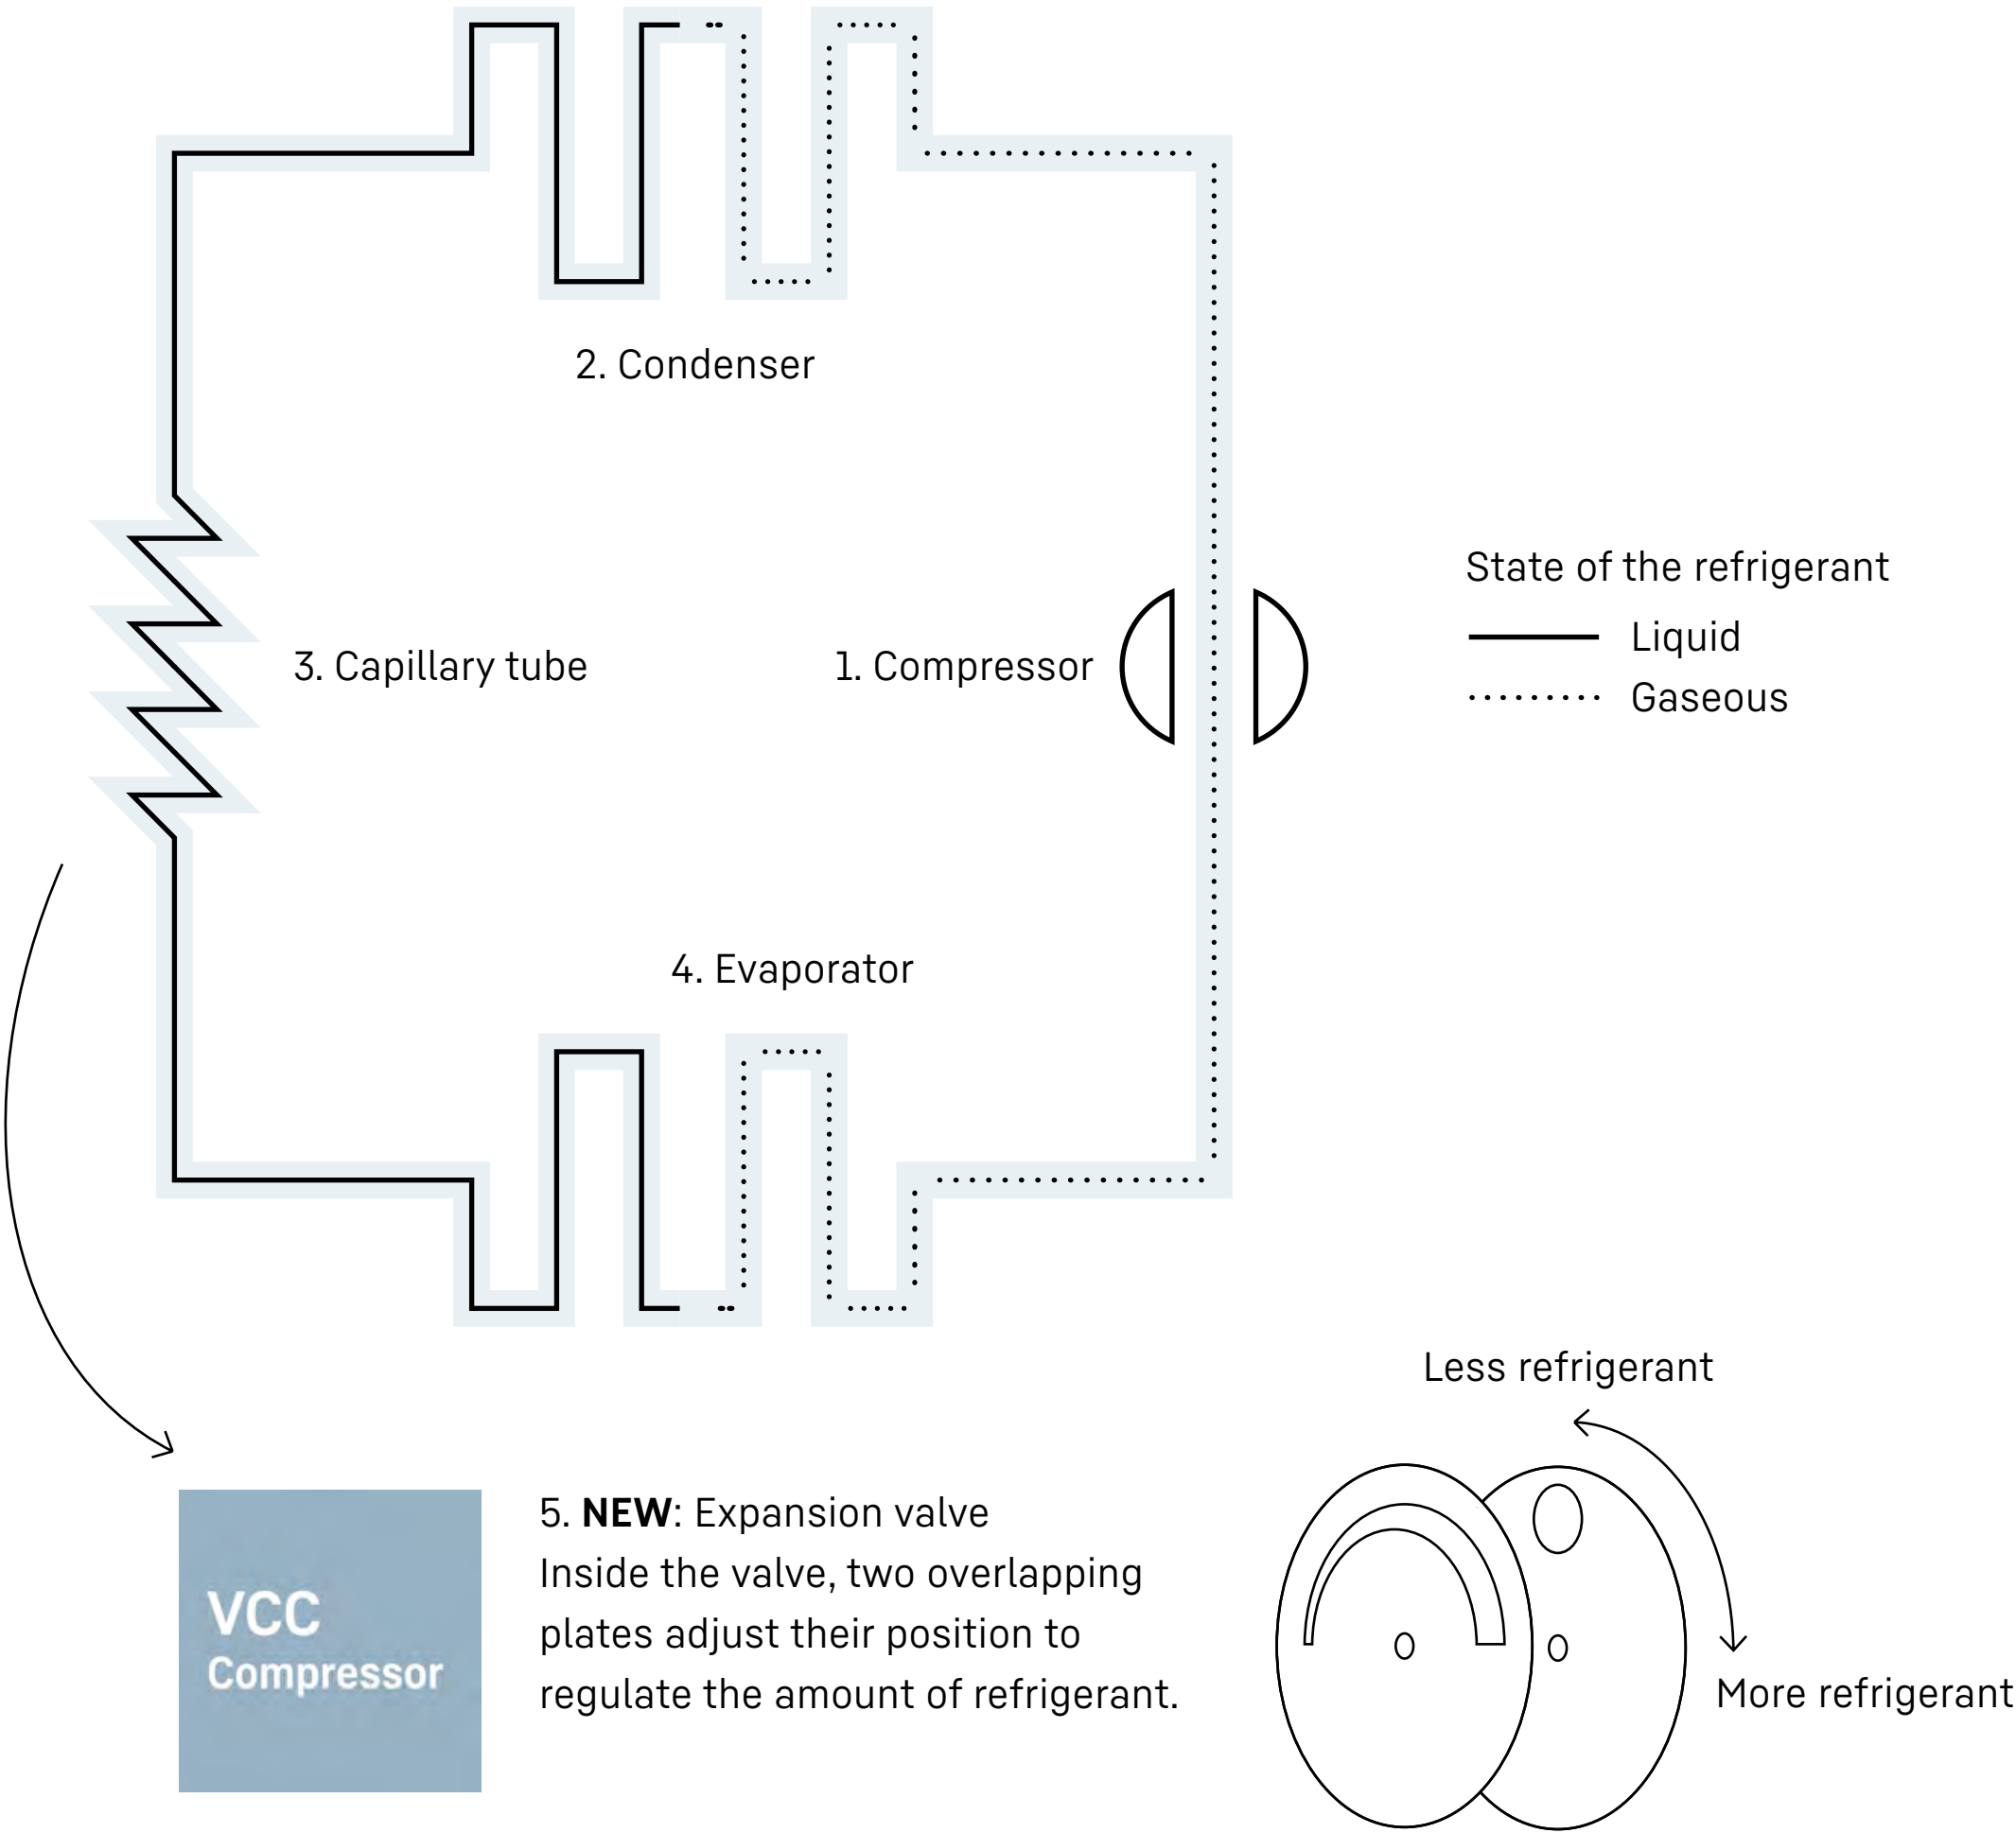 2. Condenser
State of the refrigerant
Liquid
Gaseous
3. Capillary tube
1. Compressor
4. Evaporator
Less refrigerant
More refrigerant
VCC
Compressor
5. NEW: Expansion valve
Inside the valve, two overlapping
plates adjust their position to
regulate the amount of refrigerant.